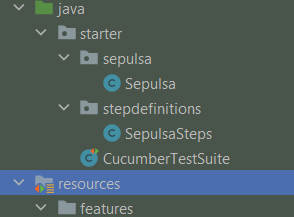 java
starter
sepulsa
Sepulsa
stepdefinitions
SepulsaSteps
CucumberTestSuite
resources
features